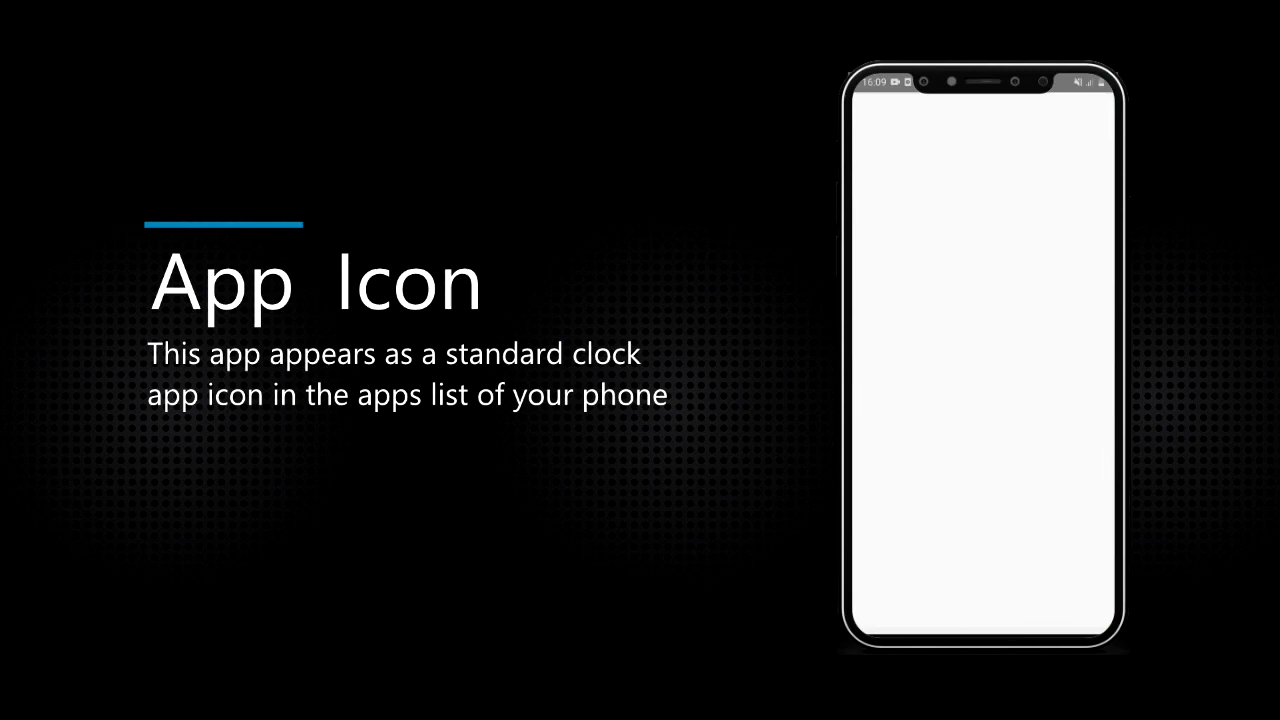 App Icon
This app appears as a standard clock
app icon in the apps list of your phone
16:09